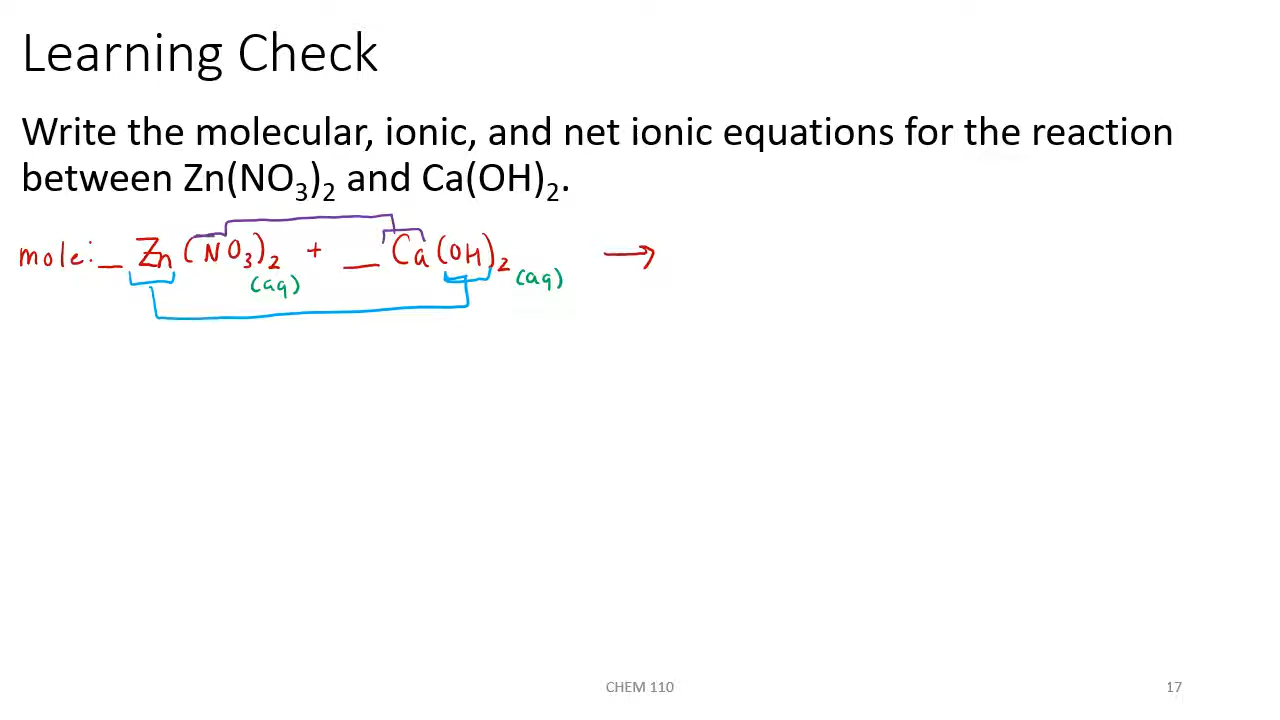 Learning Check
Write the molecular, ionic, and net ionic equations for the reaction
between Zn(NO₃)₂ and Ca(OH)₂.
mole: _ Zn(NO₃)₂ (aq) + _ Ca(OH)₂ (aq) →
CHEM 110
17